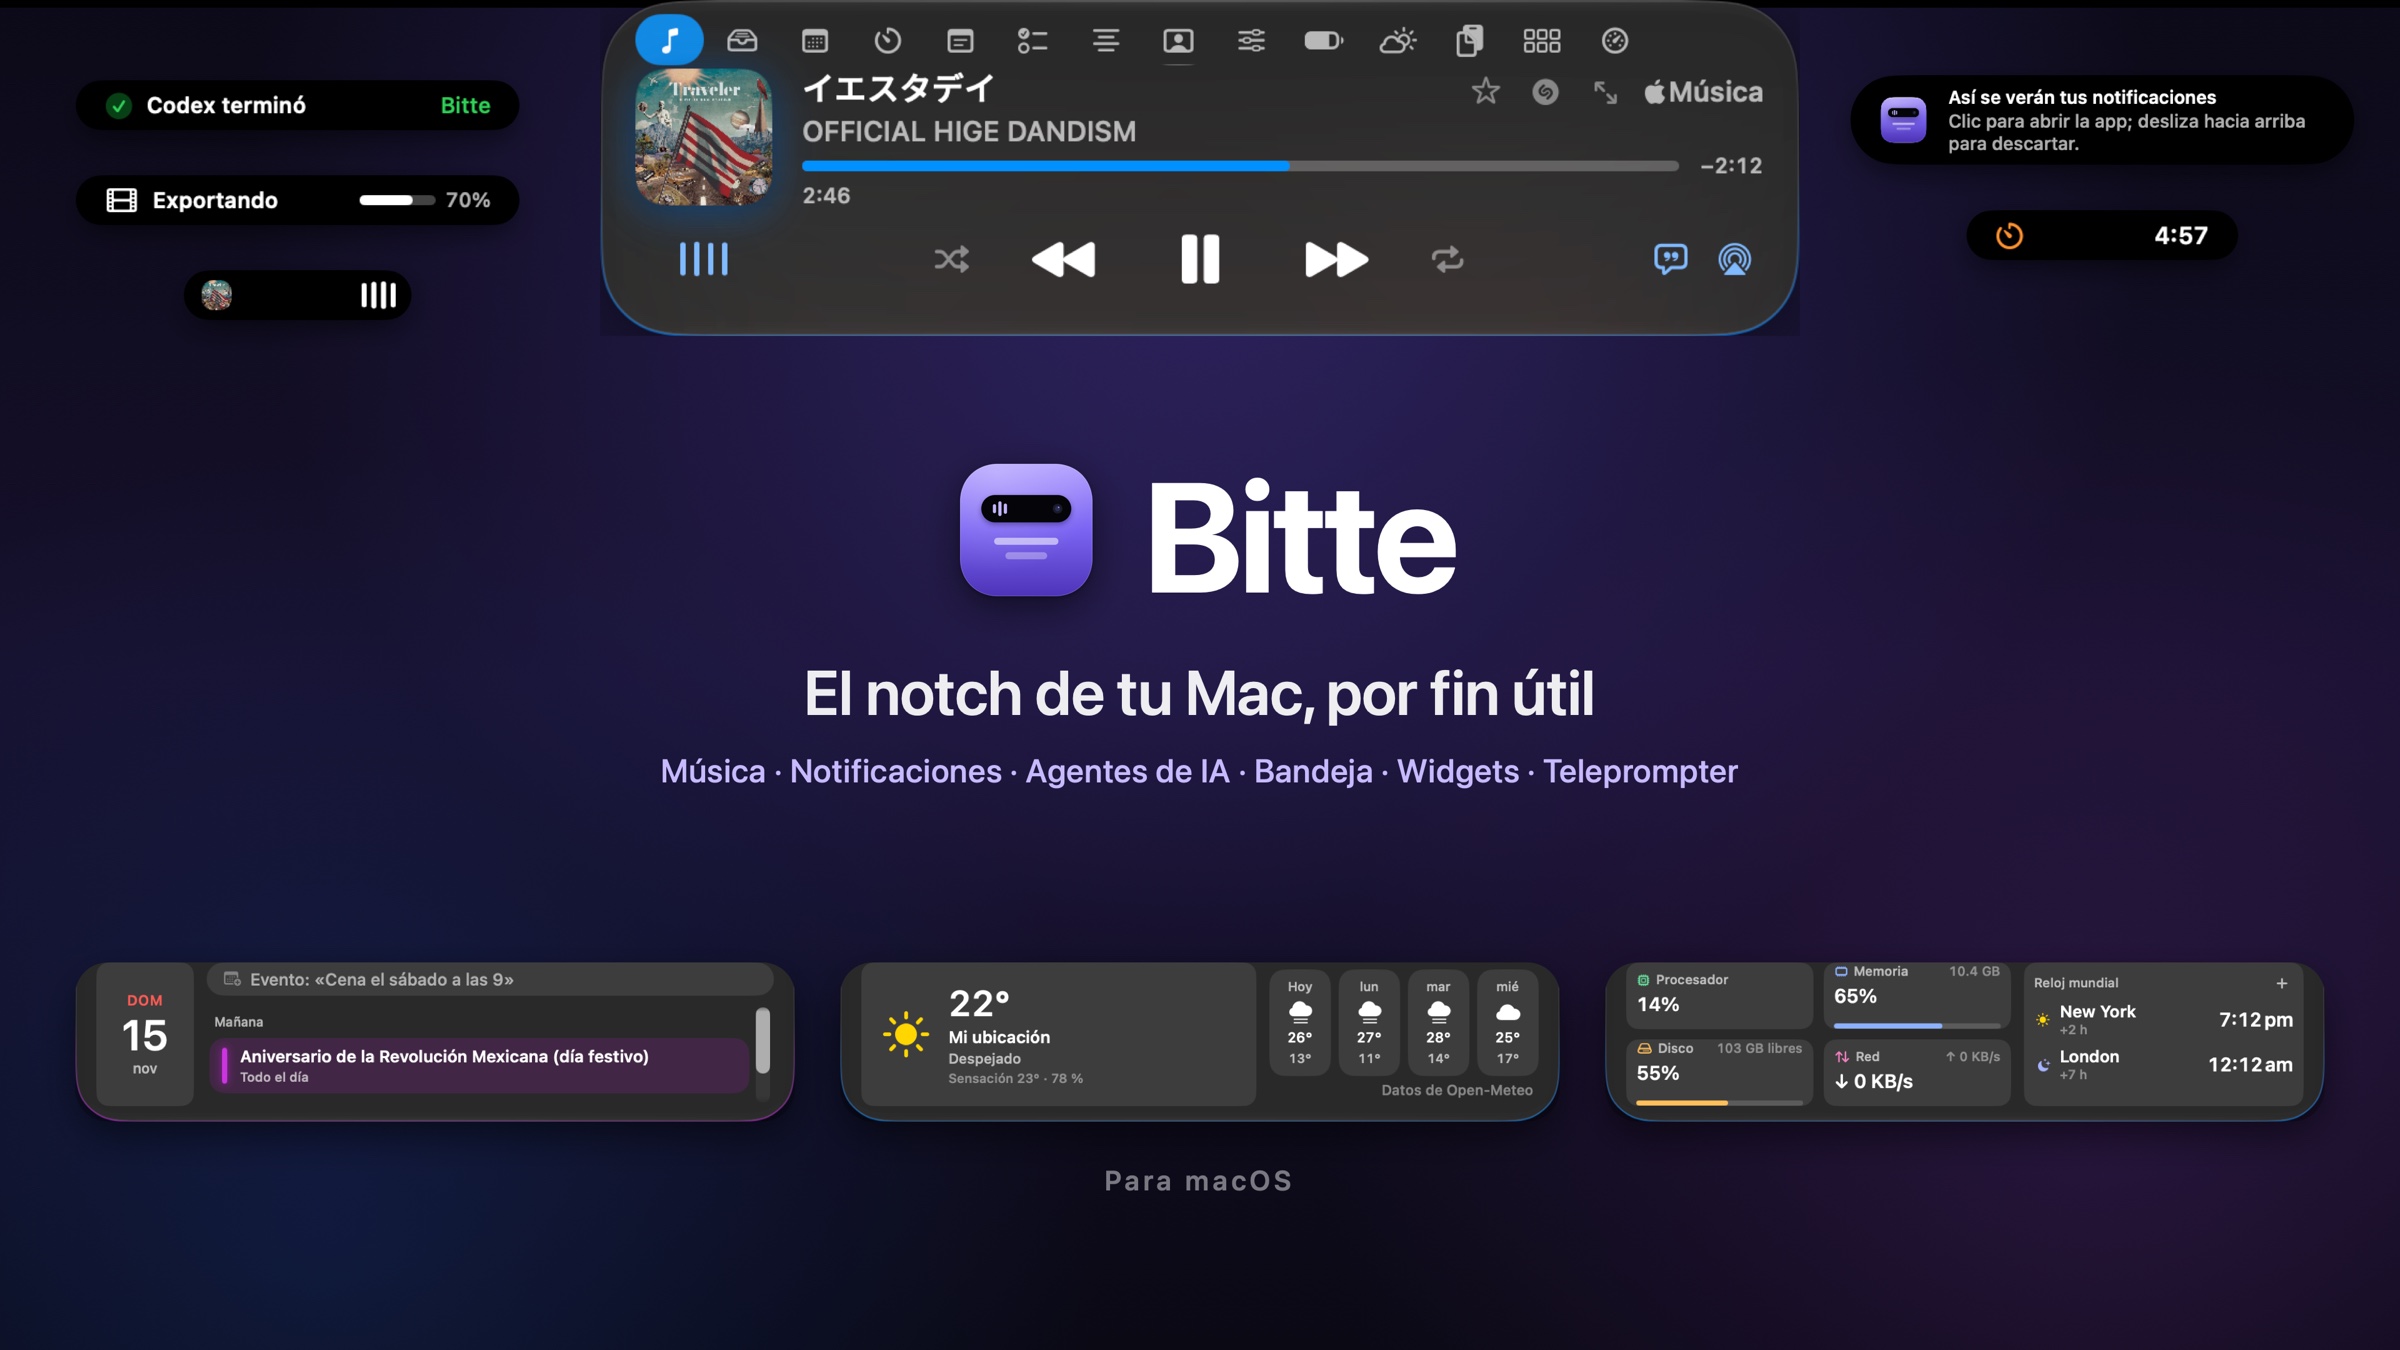 Codex terminó Bitte
Exportando 70%
Traveler
イエスタデイ
Música
OFFICIAL HIGE DANDISM
−2:12
2:46
Así se verán tus notificaciones
Clic para abrir la app; desliza hacia arriba
para descartar.
4:57
Bitte
El notch de tu Mac, por fin útil
Música · Notificaciones · Agentes de IA · Bandeja · Widgets · Teleprompter
DOM
15
nov
Evento: «Cena el sábado a las 9»
Mañana
Aniversario de la Revolución Mexicana (día festivo)
Todo el día
22°
Mi ubicación
Despejado
Sensación 23° · 78 %
Hoy lun mar mié
26° 27° 28° 25°
13° 11° 14° 17°
Datos de Open-Meteo
Procesador
14%
Memoria 10.4 GB
65%
Disco 103 GB libres
55%
Red ↑ 0 KB/s
↓ 0 KB/s
Reloj mundial +
New York 7:12 pm
+2 h
London 12:12 am
+7 h
Para macOS